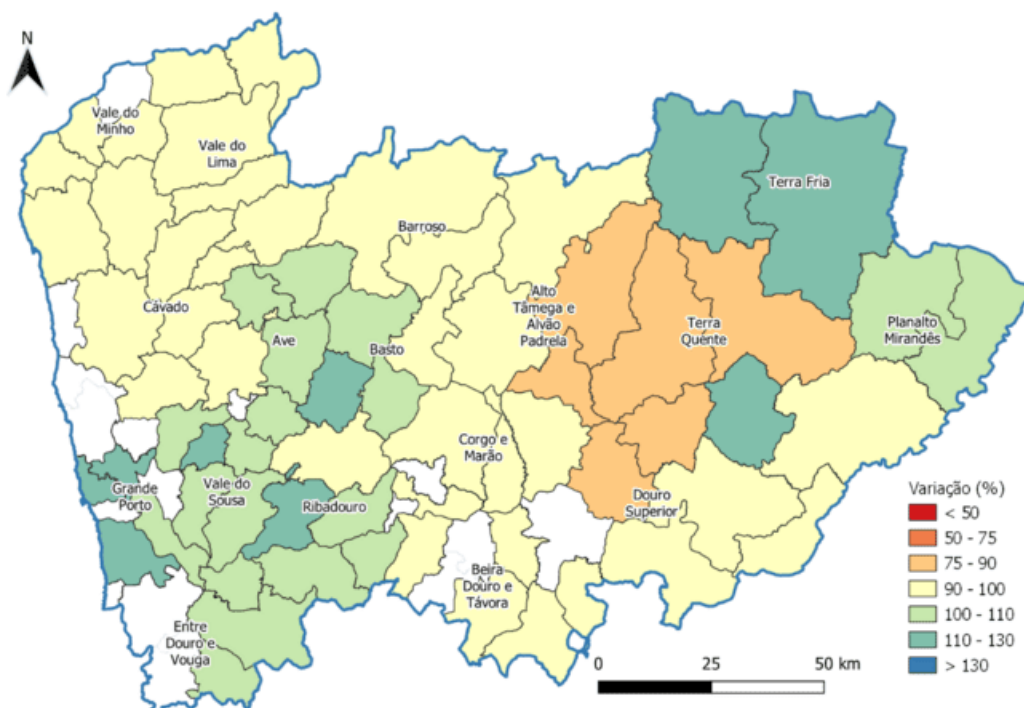 N
Vale do
Minho
Vale do
Lima
Terra Fria
Barroso
Cávado
Alto
Tâmega e
Alvão
Padrela
Terra
Quente
Planalto
Mirandês
Ave
Basto
Corgo e
Marão
Grande
Porto
Vale do
Sousa
Ribadouro
Douro
Superior
Beira
Douro e
Távora
Entre
Douro e
Vouga
Variação (%)
< 50
50 - 75
75 - 90
90 - 100
100 - 110
110 - 130
> 130
0 25 50 km